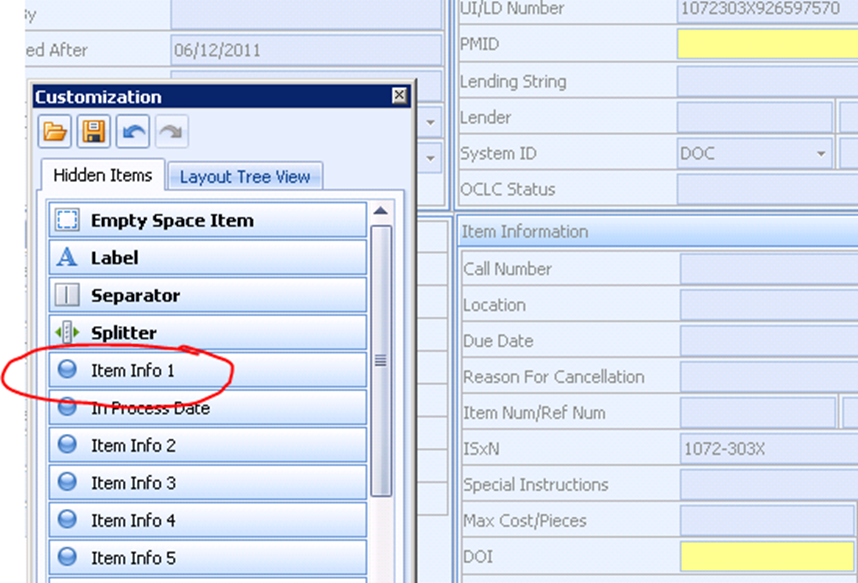 By
ed After 06/12/2011
UI/LD Number 1072303X926597570
PMID
Lending String
Lender
System ID DOC
OCLC Status
Customization
Hidden Items Layout Tree View
Empty Space Item
Label
Separator
Splitter
Item Info 1
In Process Date
Item Info 2
Item Info 3
Item Info 4
Item Info 5
Item Information
Call Number
Location
Due Date
Reason For Cancellation
Item Num/Ref Num
ISxN 1072-303X
Special Instructions
Max Cost/Pieces
DOI